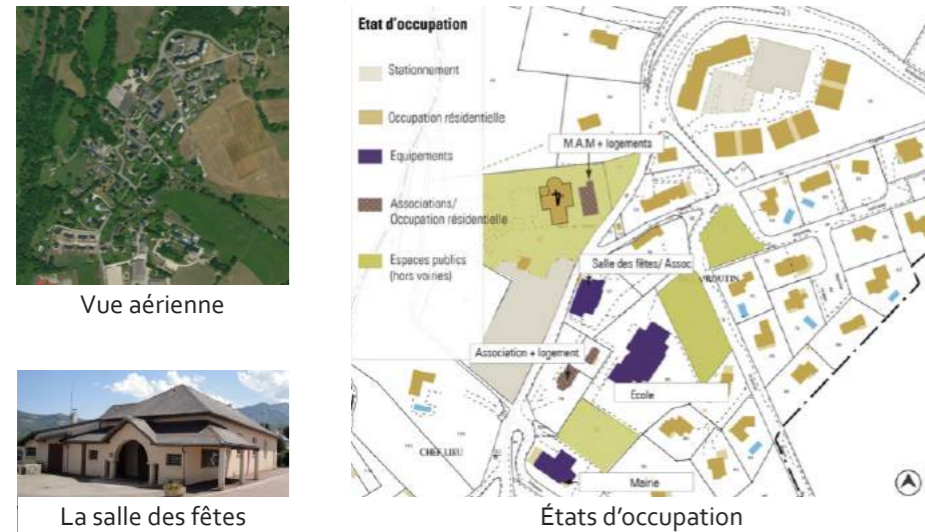 Vue aérienne
La salle des fêtes
Etat d'occupation
Stationnement
Occupation résidentielle
Equipements
Associations/
Occupation résidentielle
Espaces publics
(hors voiries)
M.A.M + logements
Salle des fêtes/ Assoc
Association + logement
Ecole
CHEF LIEU
Mairie
États d'occupation